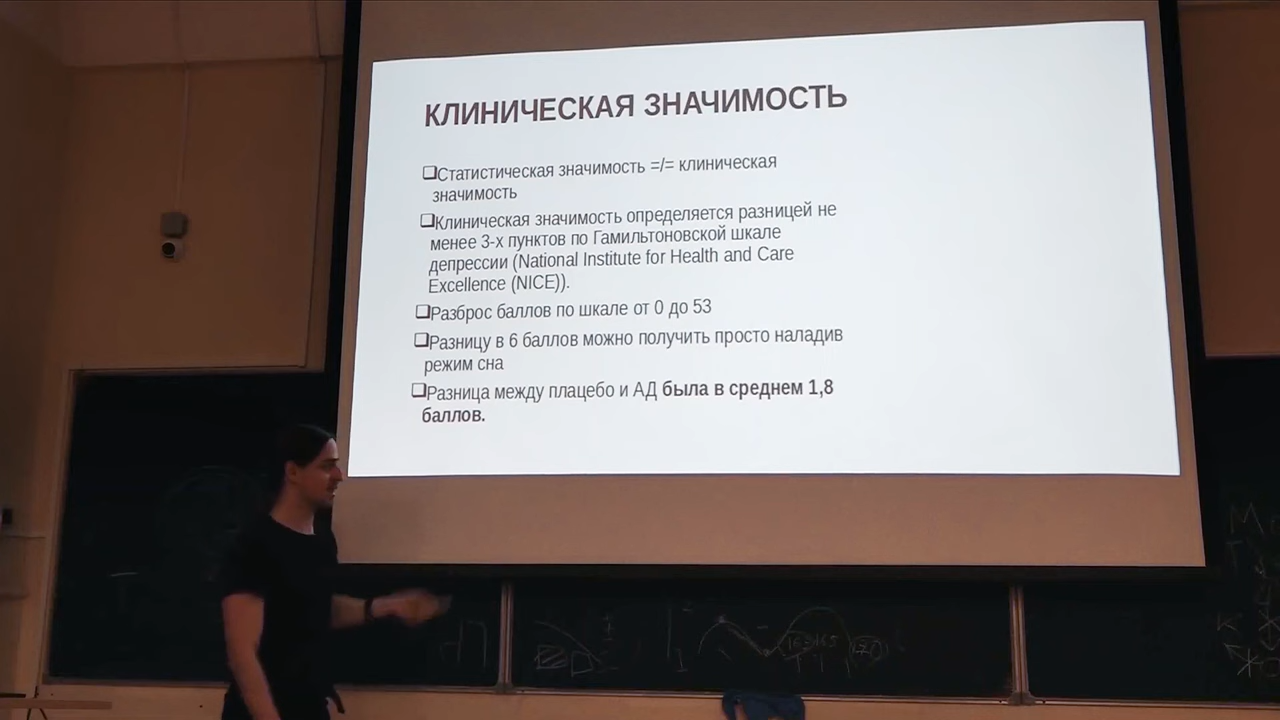 КЛИНИЧЕСКАЯ ЗНАЧИМОСТЬ
❑Статистическая значимость =/= клиническая
значимость
❑Клиническая значимость определяется разницей не
менее 3-х пунктов по Гамильтоновской шкале
депрессии (National Institute for Health and Care
Excellence (NICE)).
❑Разброс баллов по шкале от 0 до 53
❑Разницу в 6 баллов можно получить просто наладив
режим сна
❑Разница между плацебо и АД была в среднем 1,8
баллов.